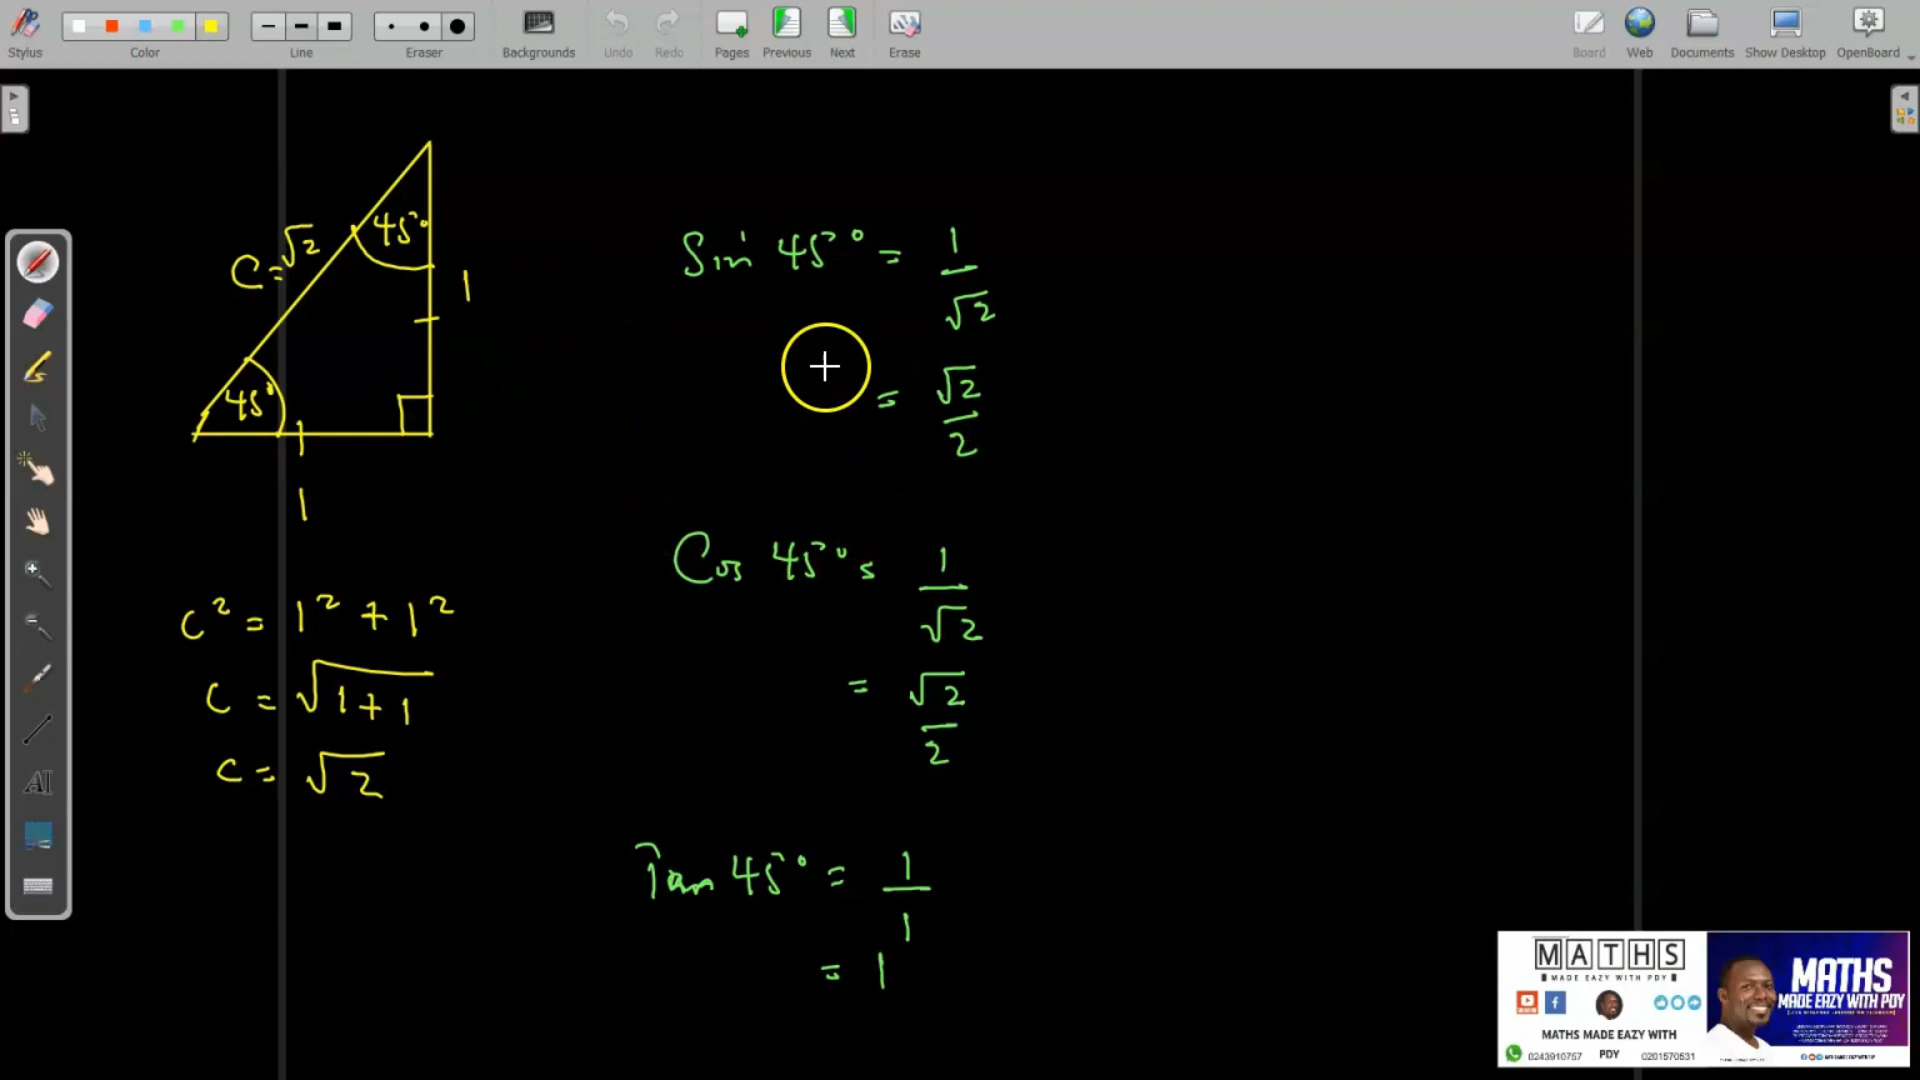 Stylus Color Line Eraser Backgrounds Undo Redo Pages Previous Next Erase Board Web Documents Show Desktop OpenBoard
C=√2
45°
1
45°
1
c² = 1² + 1²
c = √1+1
c = √2
Sin 45° = 1/√2
= √2/2
Cos 45° = 1/√2
= √2/2
Tan 45° = 1/1
= 1
AI
MATHS
MADE EAZY WITH PDY
MATHS MADE EAZY WITH
PDY
0243910757
0201570531
MATHS
MADE EAZY WITH PDY